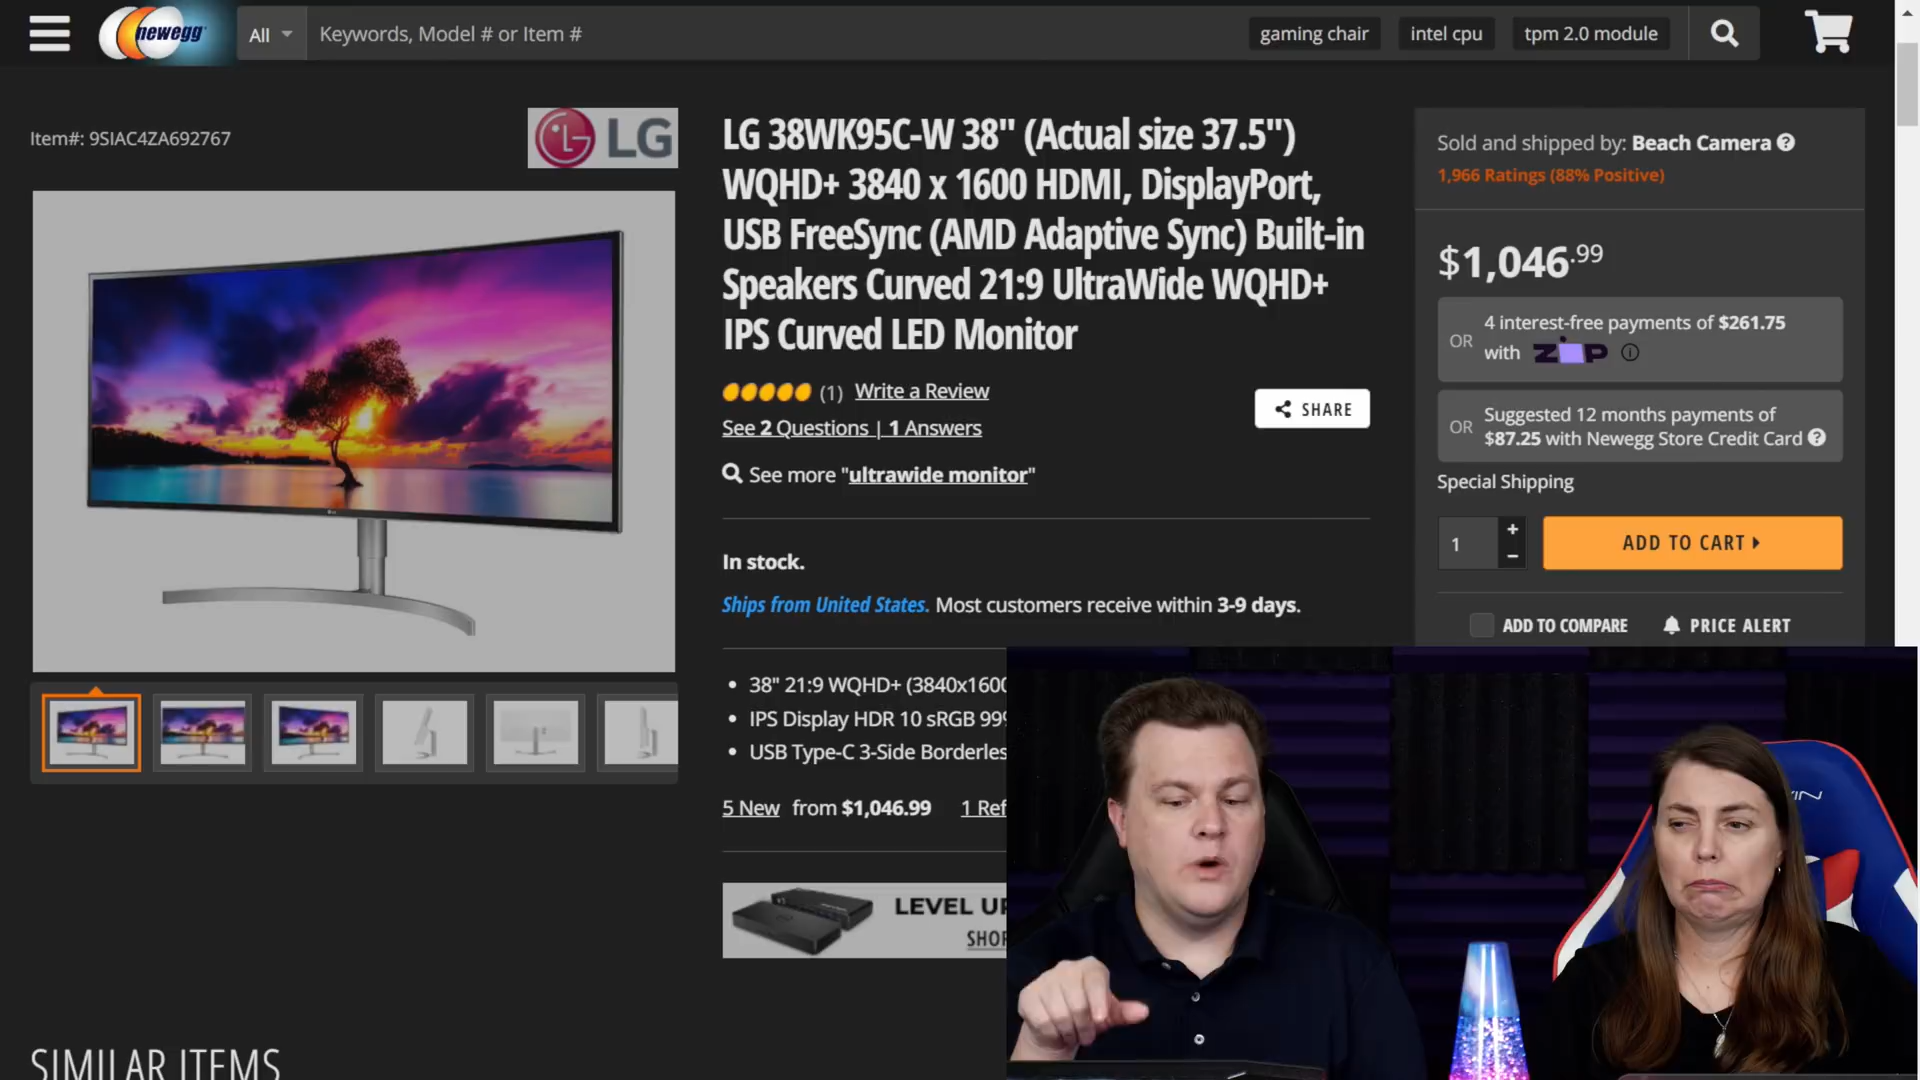 newegg
All
Keywords, Model # or Item #
gaming chair
intel cpu
tpm 2.0 module
Item#: 9SIAC4ZA692767
LG
LG 38WK95C-W 38" (Actual size 37.5")
WQHD+ 3840 x 1600 HDMI, DisplayPort,
USB FreeSync (AMD Adaptive Sync) Built-in
Speakers Curved 21:9 UltraWide WQHD+
IPS Curved LED Monitor
(1) Write a Review
SHARE
See 2 Questions | 1 Answers
See more "ultrawide monitor"
In stock.
Ships from United States. Most customers receive within 3-9 days.
• 38" 21:9 WQHD+ (3840x1600
• IPS Display HDR 10 sRGB 99
• USB Type-C 3-Side Borderles
5 New from $1,046.99 1 Ref
LEVEL U
SHO
Sold and shipped by: Beach Camera
1,966 Ratings (88% Positive)
$1,046.99
OR 4 interest-free payments of $261.75
with ZIP
OR Suggested 12 months payments of
$87.25 with Newegg Store Credit Card
Special Shipping
1 + −
ADD TO CART
ADD TO COMPARE
PRICE ALERT
SIMILAR ITEMS